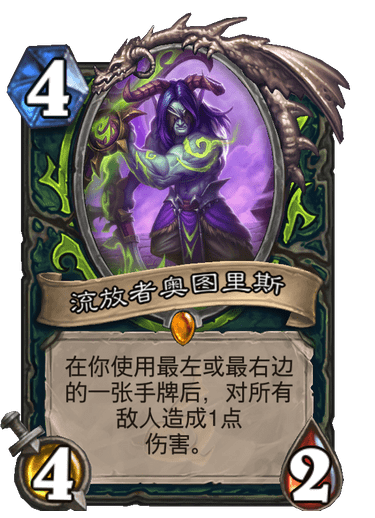 4
流放者奥图里斯
在你使用最左或最右边
的一张手牌后，对所有
敌人造成1点
伤害。
4
2